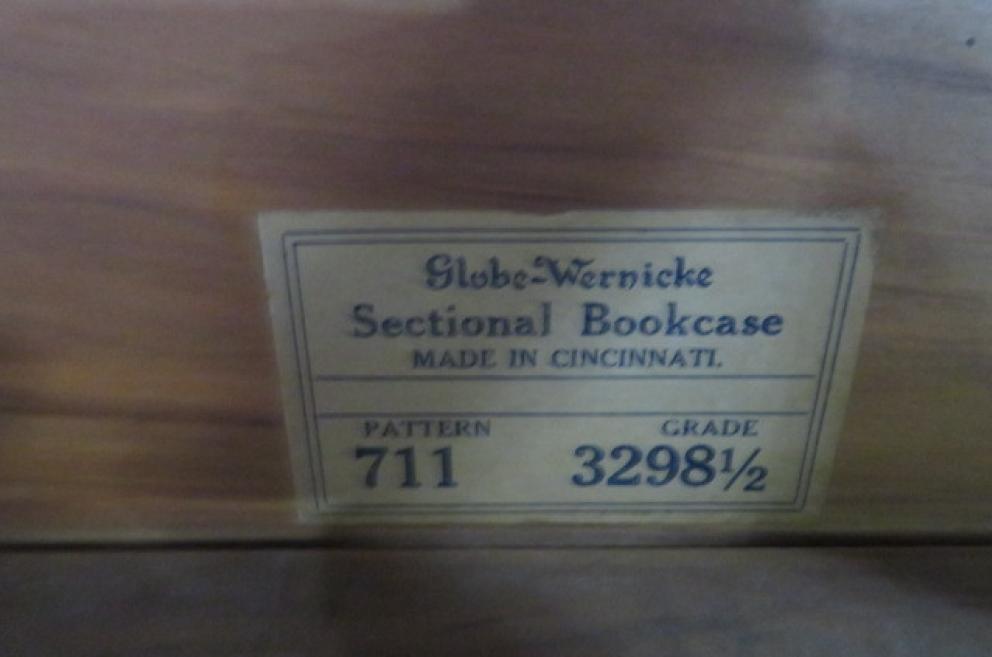 Globe-Wernicke
Sectional Bookcase
MADE IN CINCINNATI.
PATTERN GRADE
711 3298½